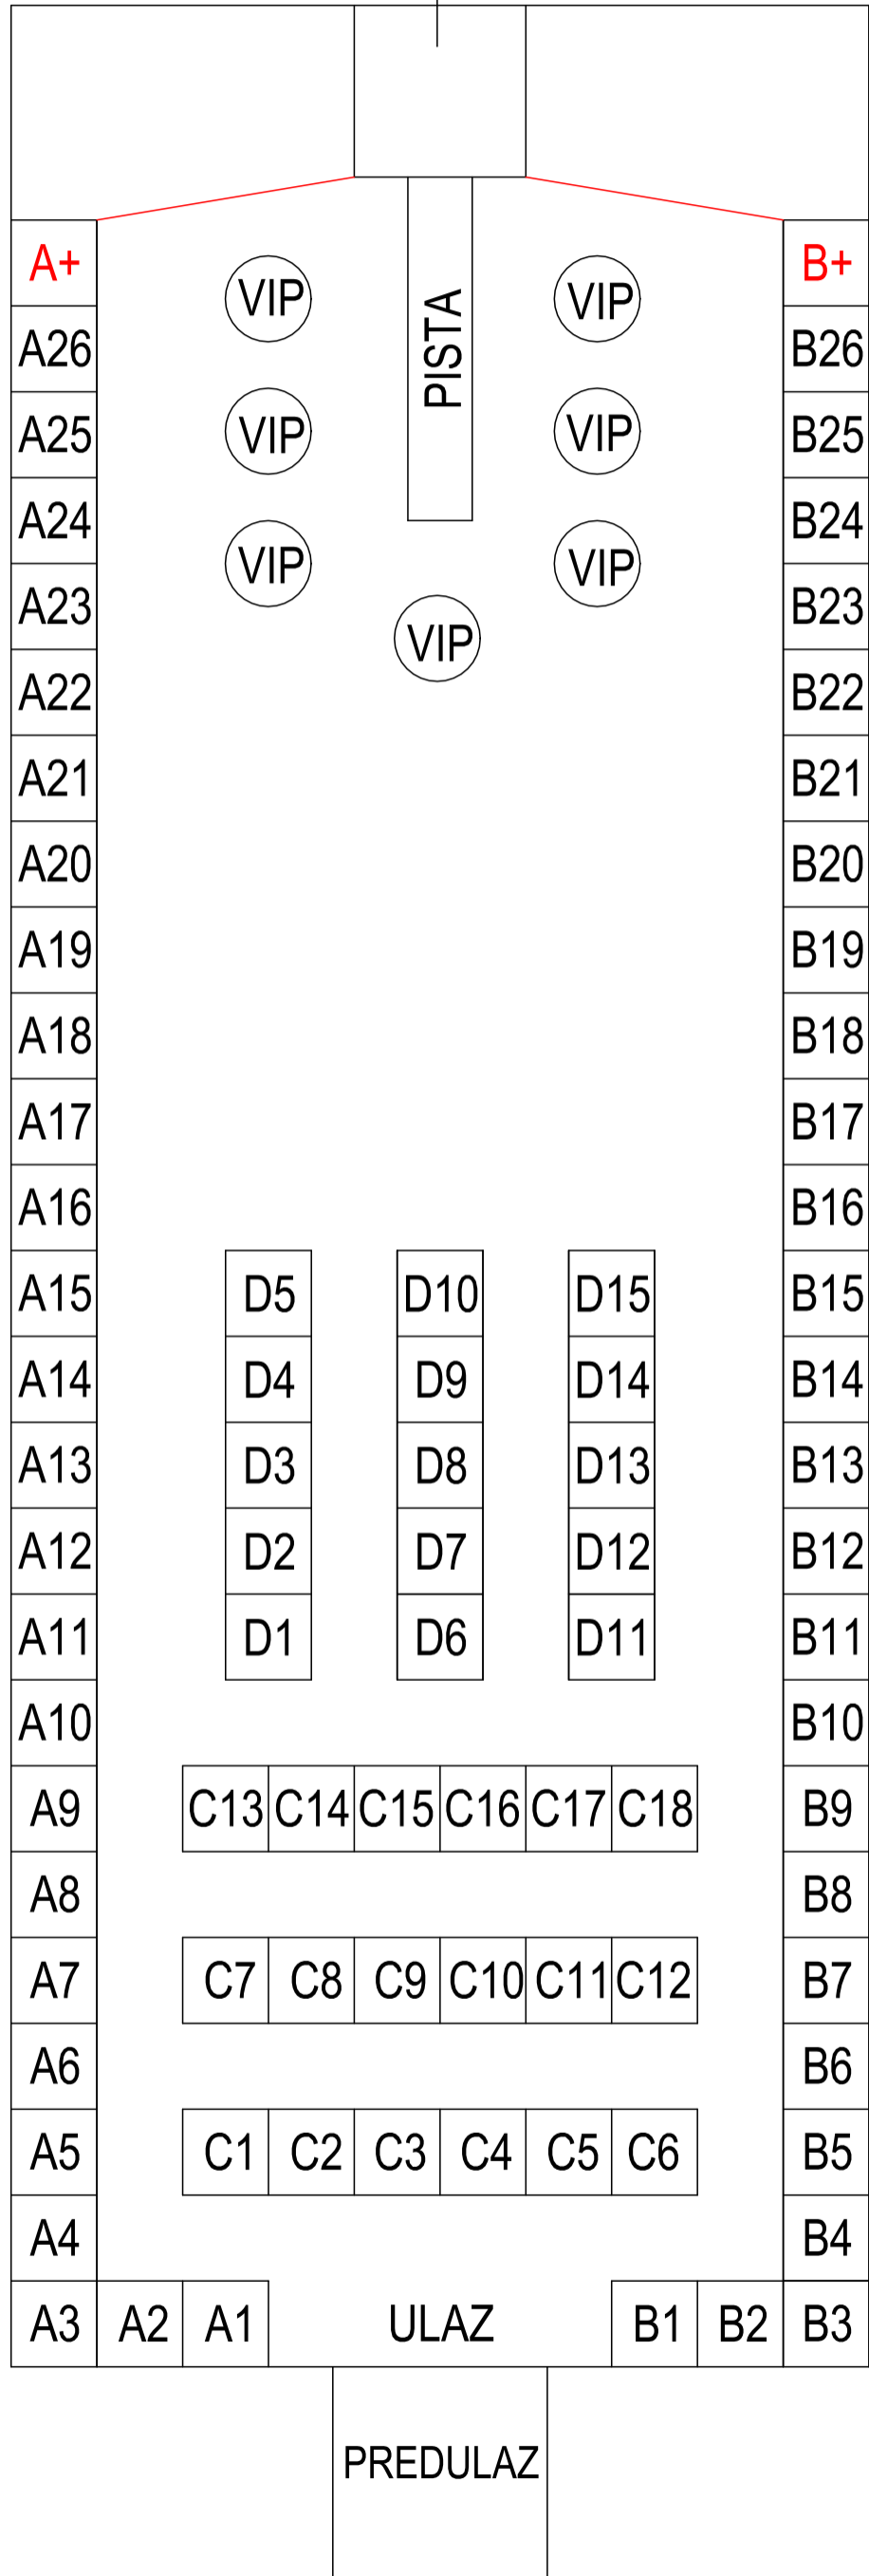 A+ B+
VIP VIP
PISTA
A26 B26
A25 VIP VIP B25
A24 B24
VIP VIP
A23 B23
VIP
A22 B22
A21 B21
A20 B20
A19 B19
A18 B18
A17 B17
A16 B16
A15 D5 D10 D15 B15
A14 D4 D9 D14 B14
A13 D3 D8 D13 B13
A12 D2 D7 D12 B12
A11 D1 D6 D11 B11
A10 B10
A9 C13 C14 C15 C16 C17 C18 B9
A8 B8
A7 C7 C8 C9 C10 C11 C12 B7
A6 B6
A5 C1 C2 C3 C4 C5 C6 B5
A4 B4
A3 A2 A1 ULAZ B1 B2 B3
PREDULAZ